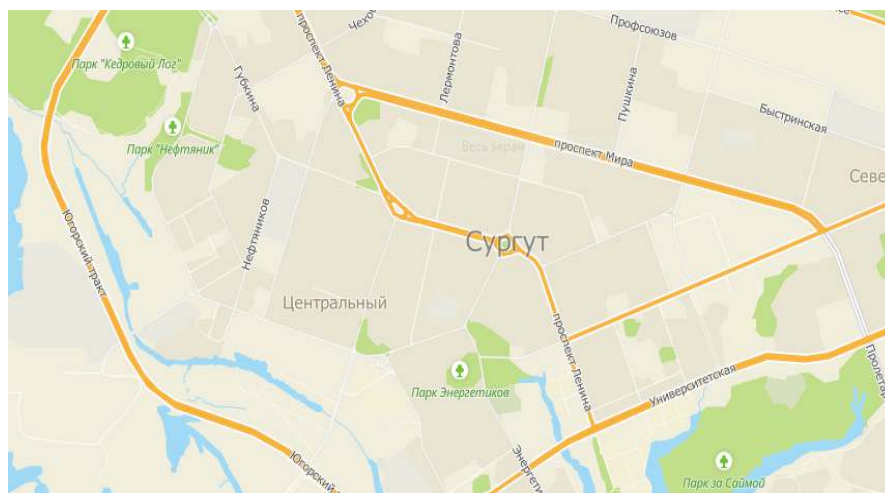 Профсоюзов
Чехо
проспект Ленина
Лермонтова
Парк "Кедровый Лог"
Губкина
Пушкина
Быстринская
Парк "Нефтяник"
Весь экран
проспект Мира
Севе
Нефтяников
Югорский тракт
Сургут
Центральный
проспект Ленина
Пролетар
Университетская
Парк Энергетиков
Энергети
Югорский
Парк за Саймой